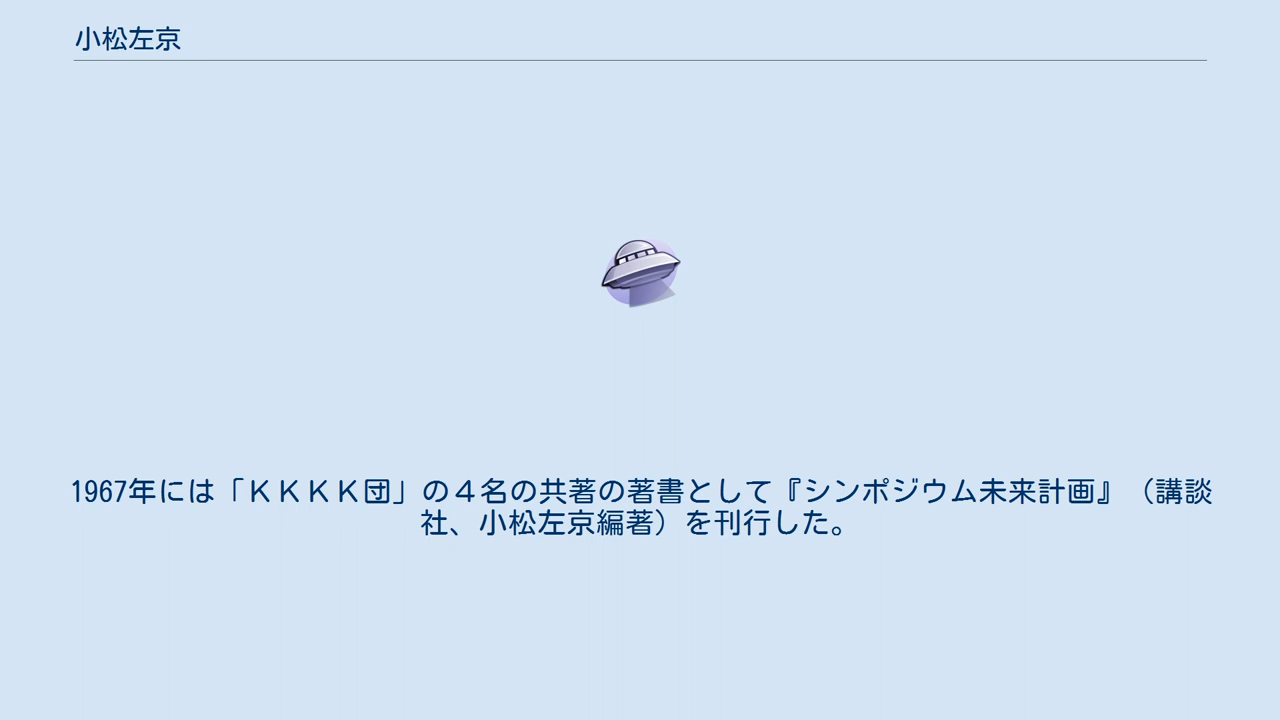 小松左京
1967年には「ＫＫＫＫ団」の４名の共著の著書として『シンポジウム未来計画』（講談
社、小松左京編著）を刊行した。